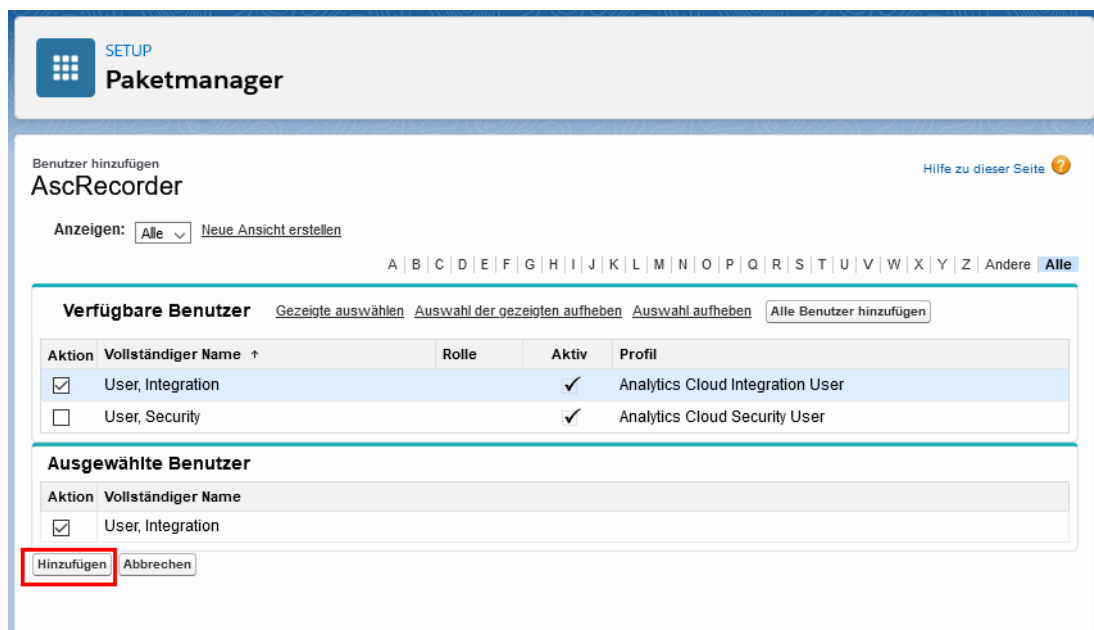 SETUP
Paketmanager
Benutzer hinzufügen
Hilfe zu dieser Seite ?
AscRecorder
Anzeigen: Alle Neue Ansicht erstellen
A | B | C | D | E | F | G | H | I | J | K | L | M | N | O | P | Q | R | S | T | U | V | W | X | Y | Z | Andere | Alle
Verfügbare Benutzer Gezeigte auswählen Auswahl der gezeigten aufheben Auswahl aufheben Alle Benutzer hinzufügen
Aktion Vollständiger Name ↑ Rolle Aktiv Profil
User, Integration Analytics Cloud Integration User
User, Security Analytics Cloud Security User
Ausgewählte Benutzer
Aktion Vollständiger Name
User, Integration
Hinzufügen Abbrechen